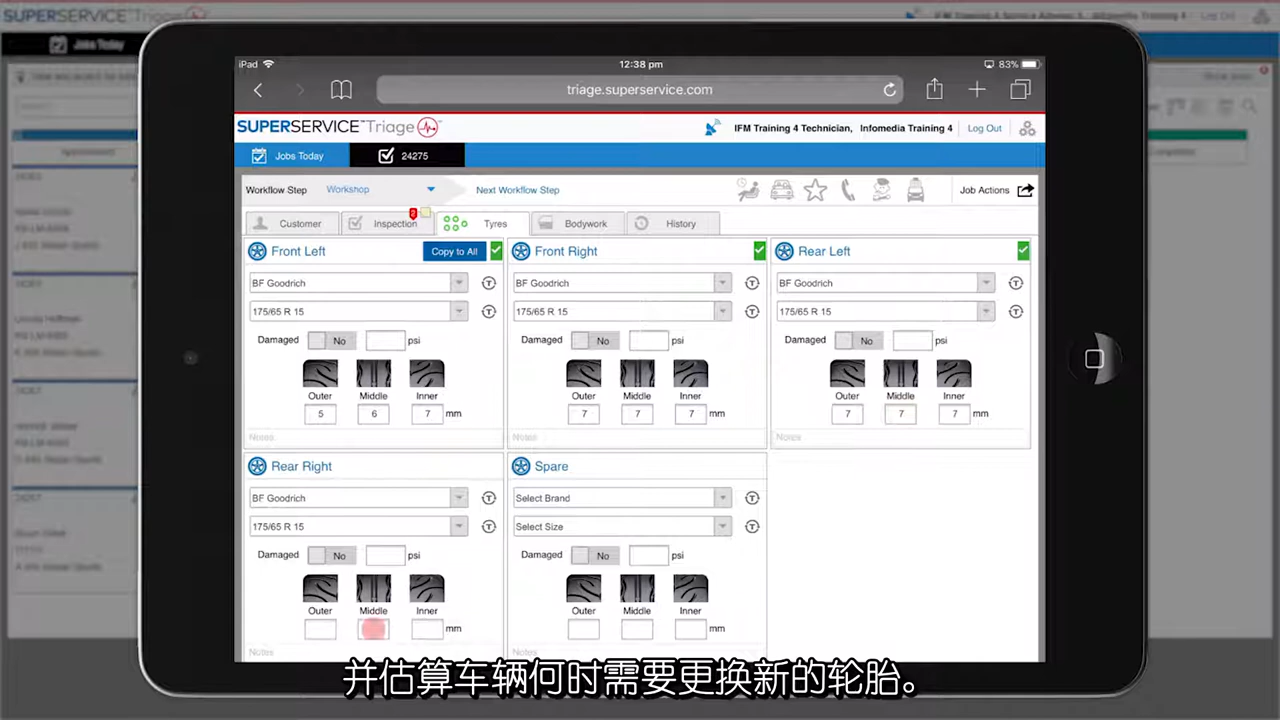 SUPERSERVICE Triage
Jobs Today
iPad
12:38 pm
83%
triage.superservice.com
SUPERSERVICE™Triage
IFM Training 4 Technician, Infomedia Training 4
Log Out
Jobs Today
24275
Workflow Step
Workshop
Next Workflow Step
Job Actions
Customer
Inspection
Tyres
Bodywork
History
Front Left
Copy to All
Front Right
Rear Left
BF Goodrich
BF Goodrich
BF Goodrich
175/65 R 15
175/65 R 15
175/65 R 15
Damaged No psi
Damaged No psi
Damaged No psi
Outer Middle Inner
Outer Middle Inner
Outer Middle Inner
5 6 7 mm
7 7 7 mm
7 7 7 mm
Notes
Notes
Notes
Rear Right
Spare
BF Goodrich
Select Brand
175/65 R 15
Select Size
Damaged No psi
Damaged No psi
Outer Middle Inner
Outer Middle Inner
mm
mm
Notes
Notes
并估算车辆何时需要更换新的轮胎。